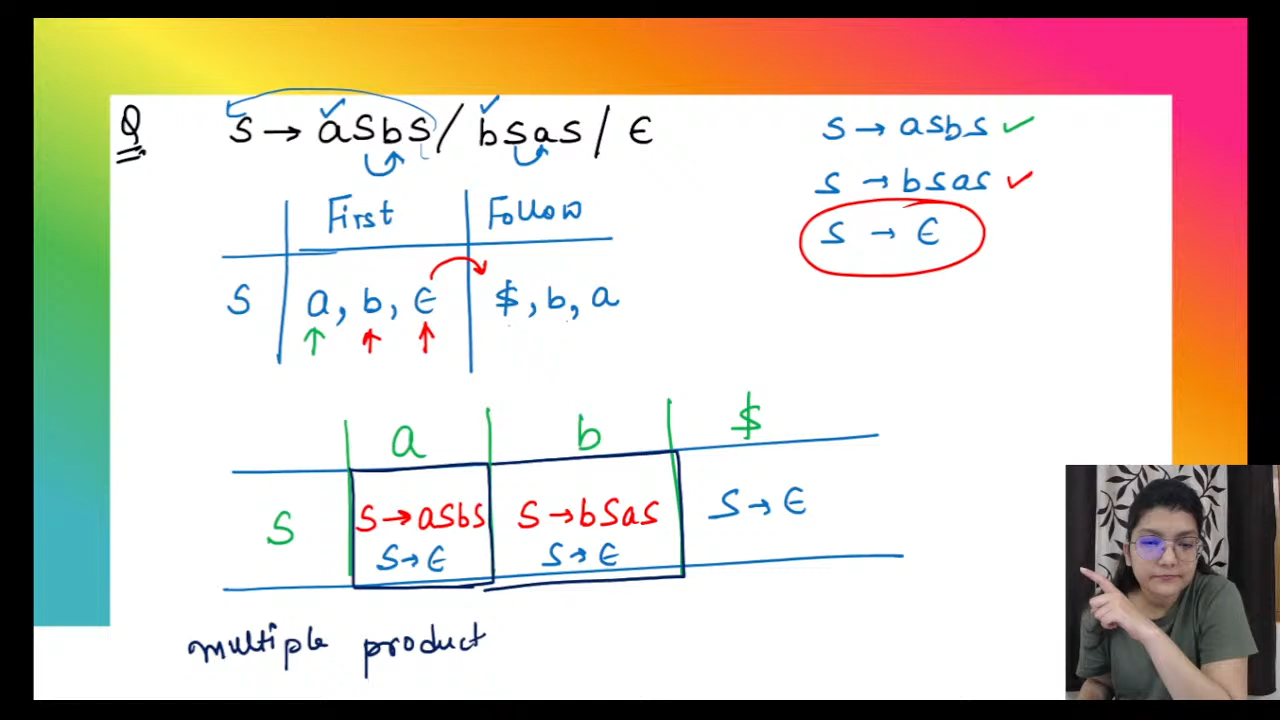 Q S → aSbS / bSaS / ϵ
S → aSbS ✓
S → bSaS ✓
S → ϵ
First Follow
S a, b, ϵ $, b, a
a b $
S S→aSbS S→bSaS S→ϵ
S→ϵ S→ϵ
multiple product